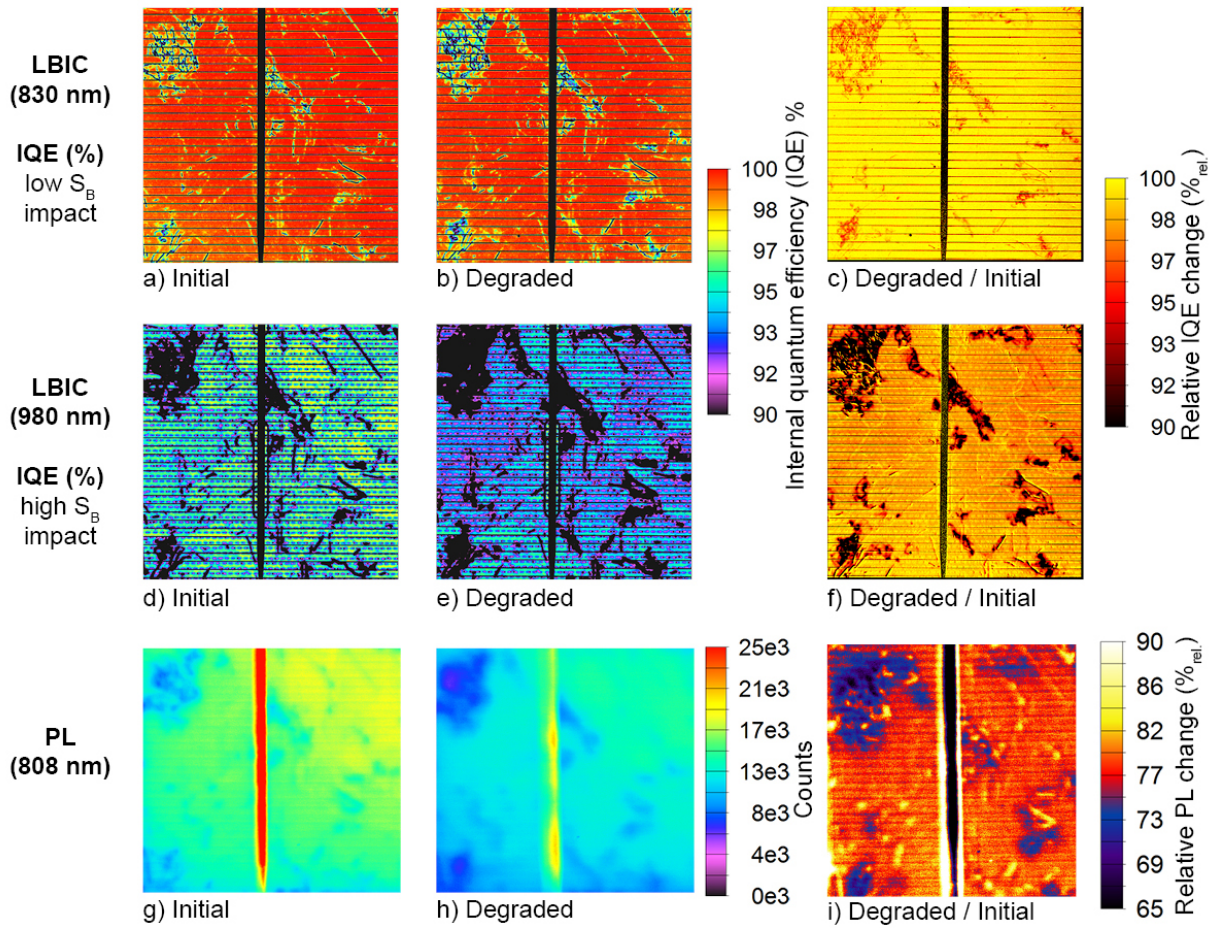 LBIC
(830 nm)
IQE (%)
low S_B
impact
a) Initial
b) Degraded
c) Degraded / Initial
LBIC
(980 nm)
IQE (%)
high S_B
impact
d) Initial
e) Degraded
f) Degraded / Initial
100
98
97
95
93
92
90
Internal quantum efficiency (IQE) %
100
98
97
95
93
92
90
Relative IQE change (%rel.)
PL
(808 nm)
g) Initial
h) Degraded
i) Degraded / Initial
25e3
21e3
17e3
13e3
8e3
4e3
0e3
Counts
90
86
82
77
73
69
65
Relative PL change (%rel.)